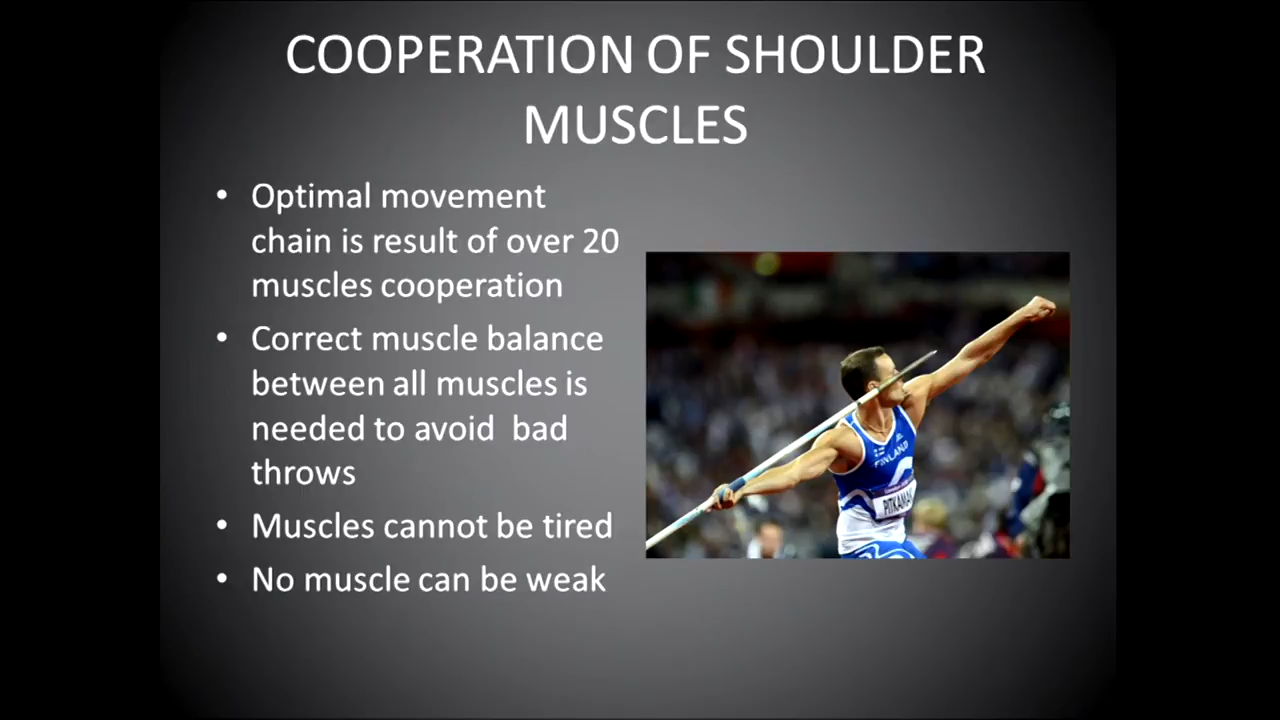 COOPERATION OF SHOULDER
MUSCLES
• Optimal movement
chain is result of over 20
muscles cooperation
• Correct muscle balance
between all muscles is
needed to avoid  bad
throws
• Muscles cannot be tired
• No muscle can be weak
FINLAND